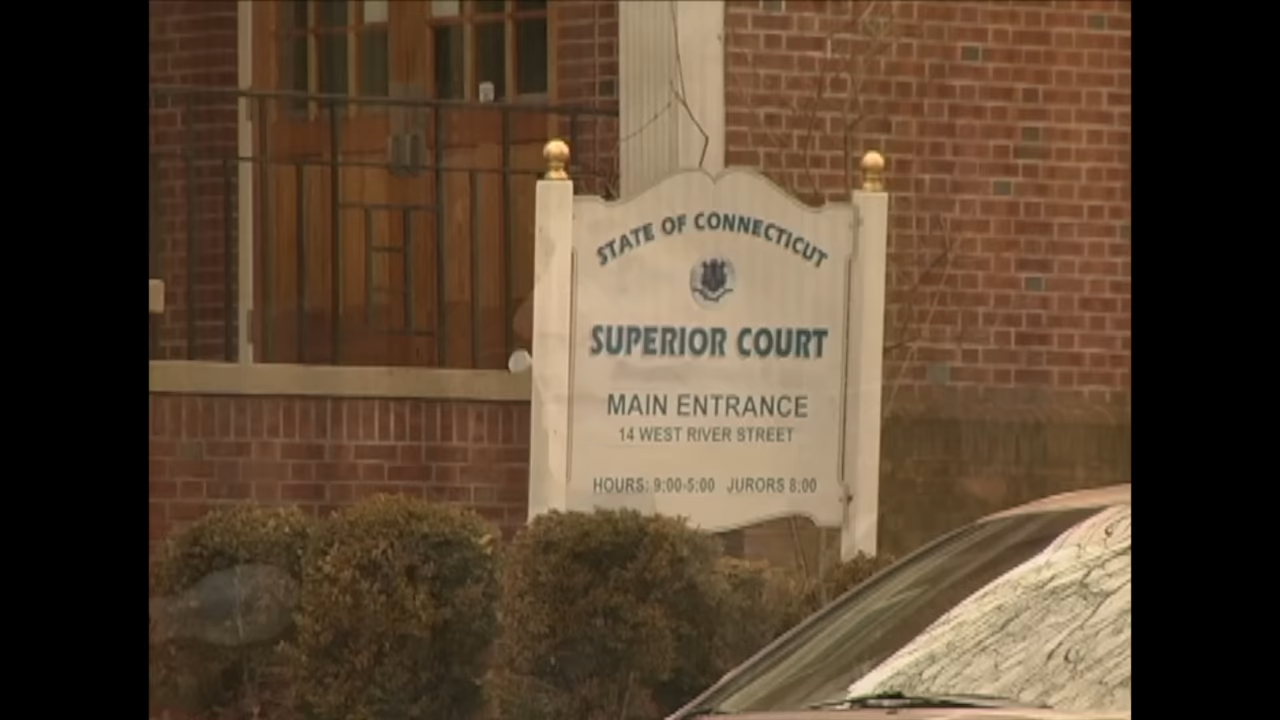 STATE OF CONNECTICUT
SUPERIOR COURT
MAIN ENTRANCE
14 WEST RIVER STREET
HOURS: 9:00-5:00 JURORS 8:00